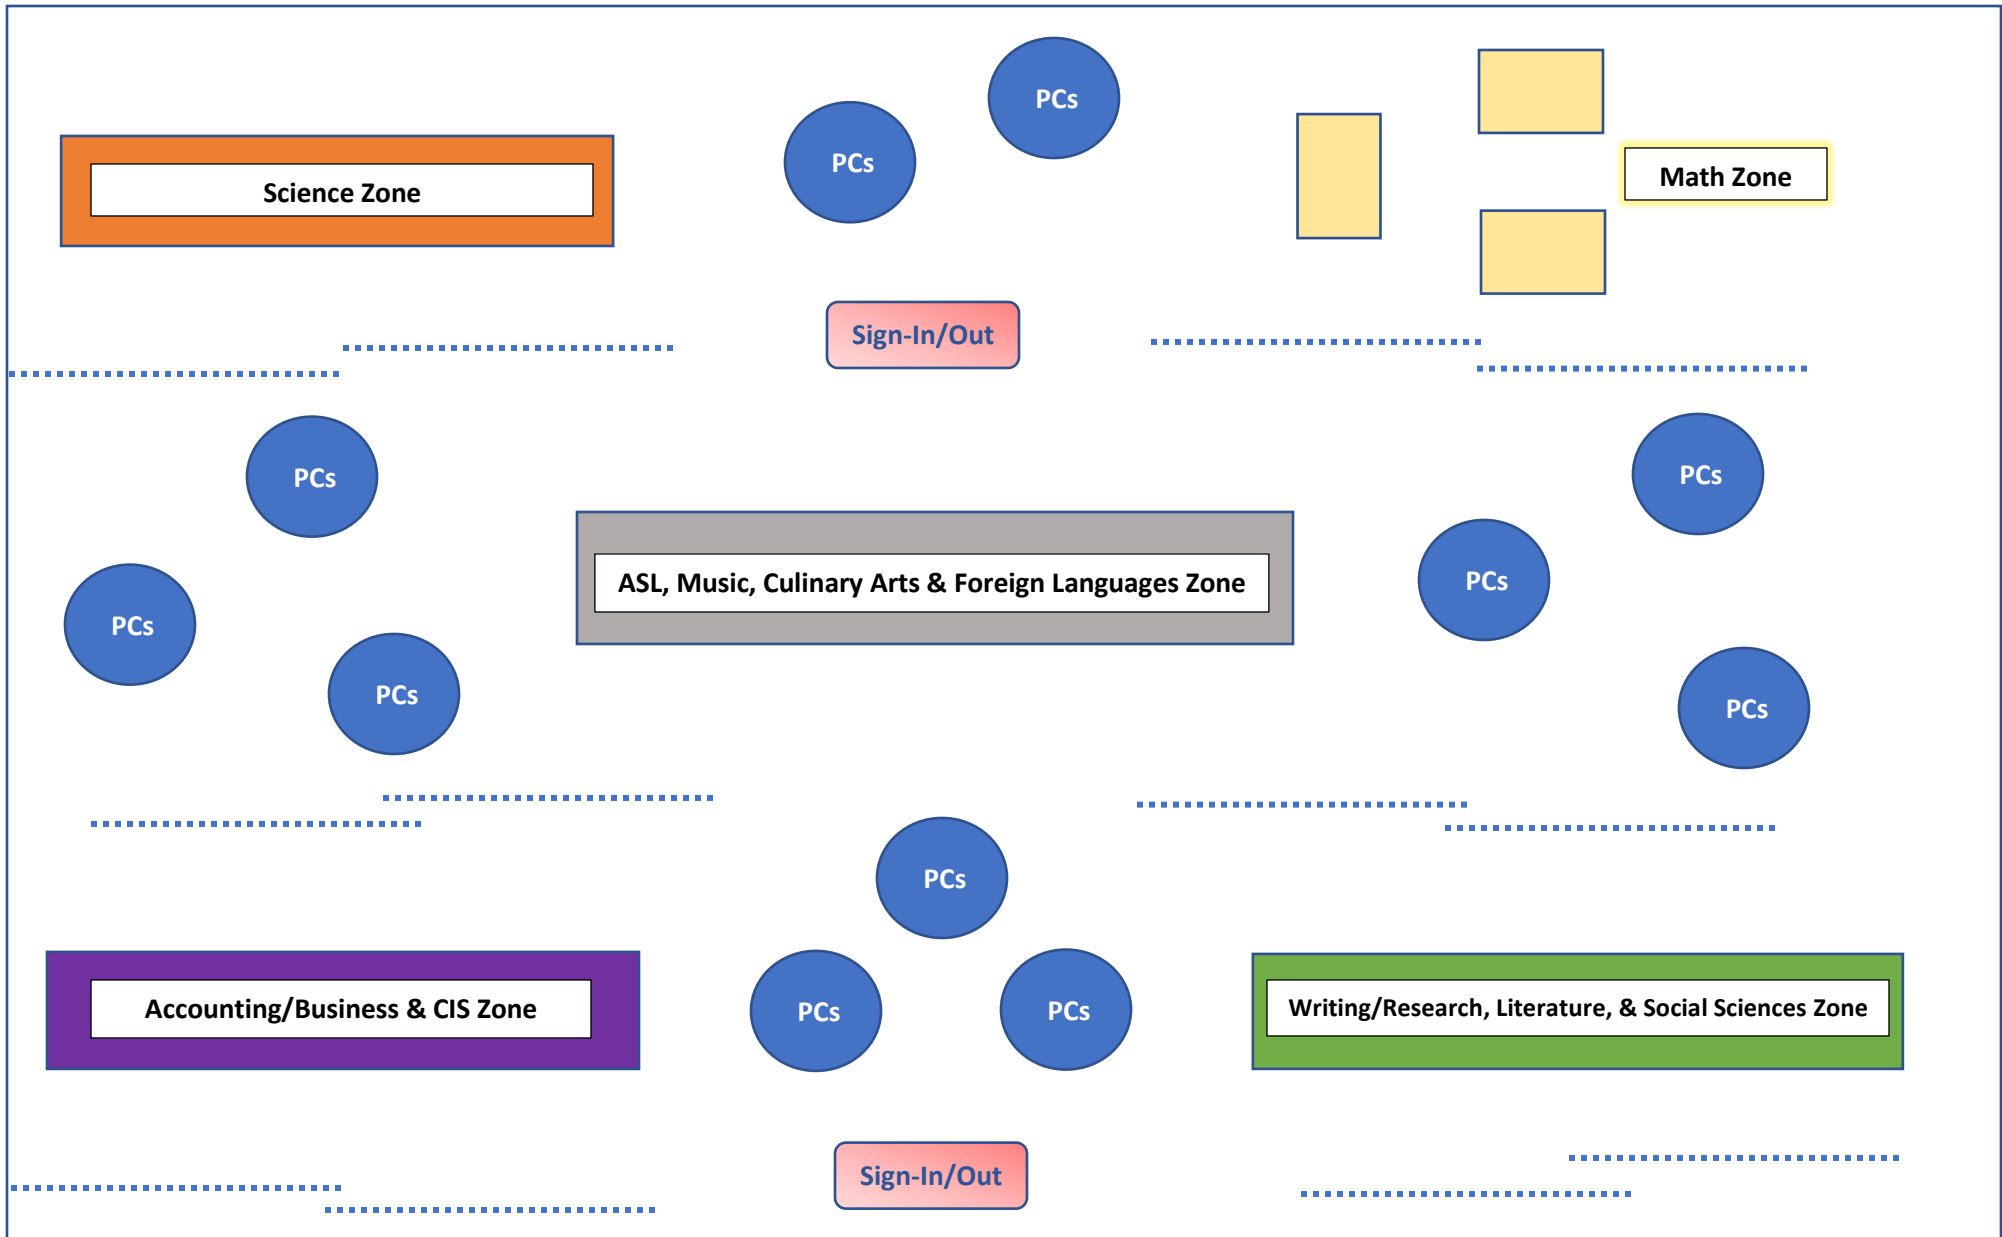 PCs
PCs
Science Zone
Math Zone
Sign-In/Out
PCs
PCs
ASL, Music, Culinary Arts & Foreign Languages Zone
PCs
PCs
PCs
PCs
PCs
Accounting/Business & CIS Zone
PCs
PCs
Writing/Research, Literature, & Social Sciences Zone
Sign-In/Out